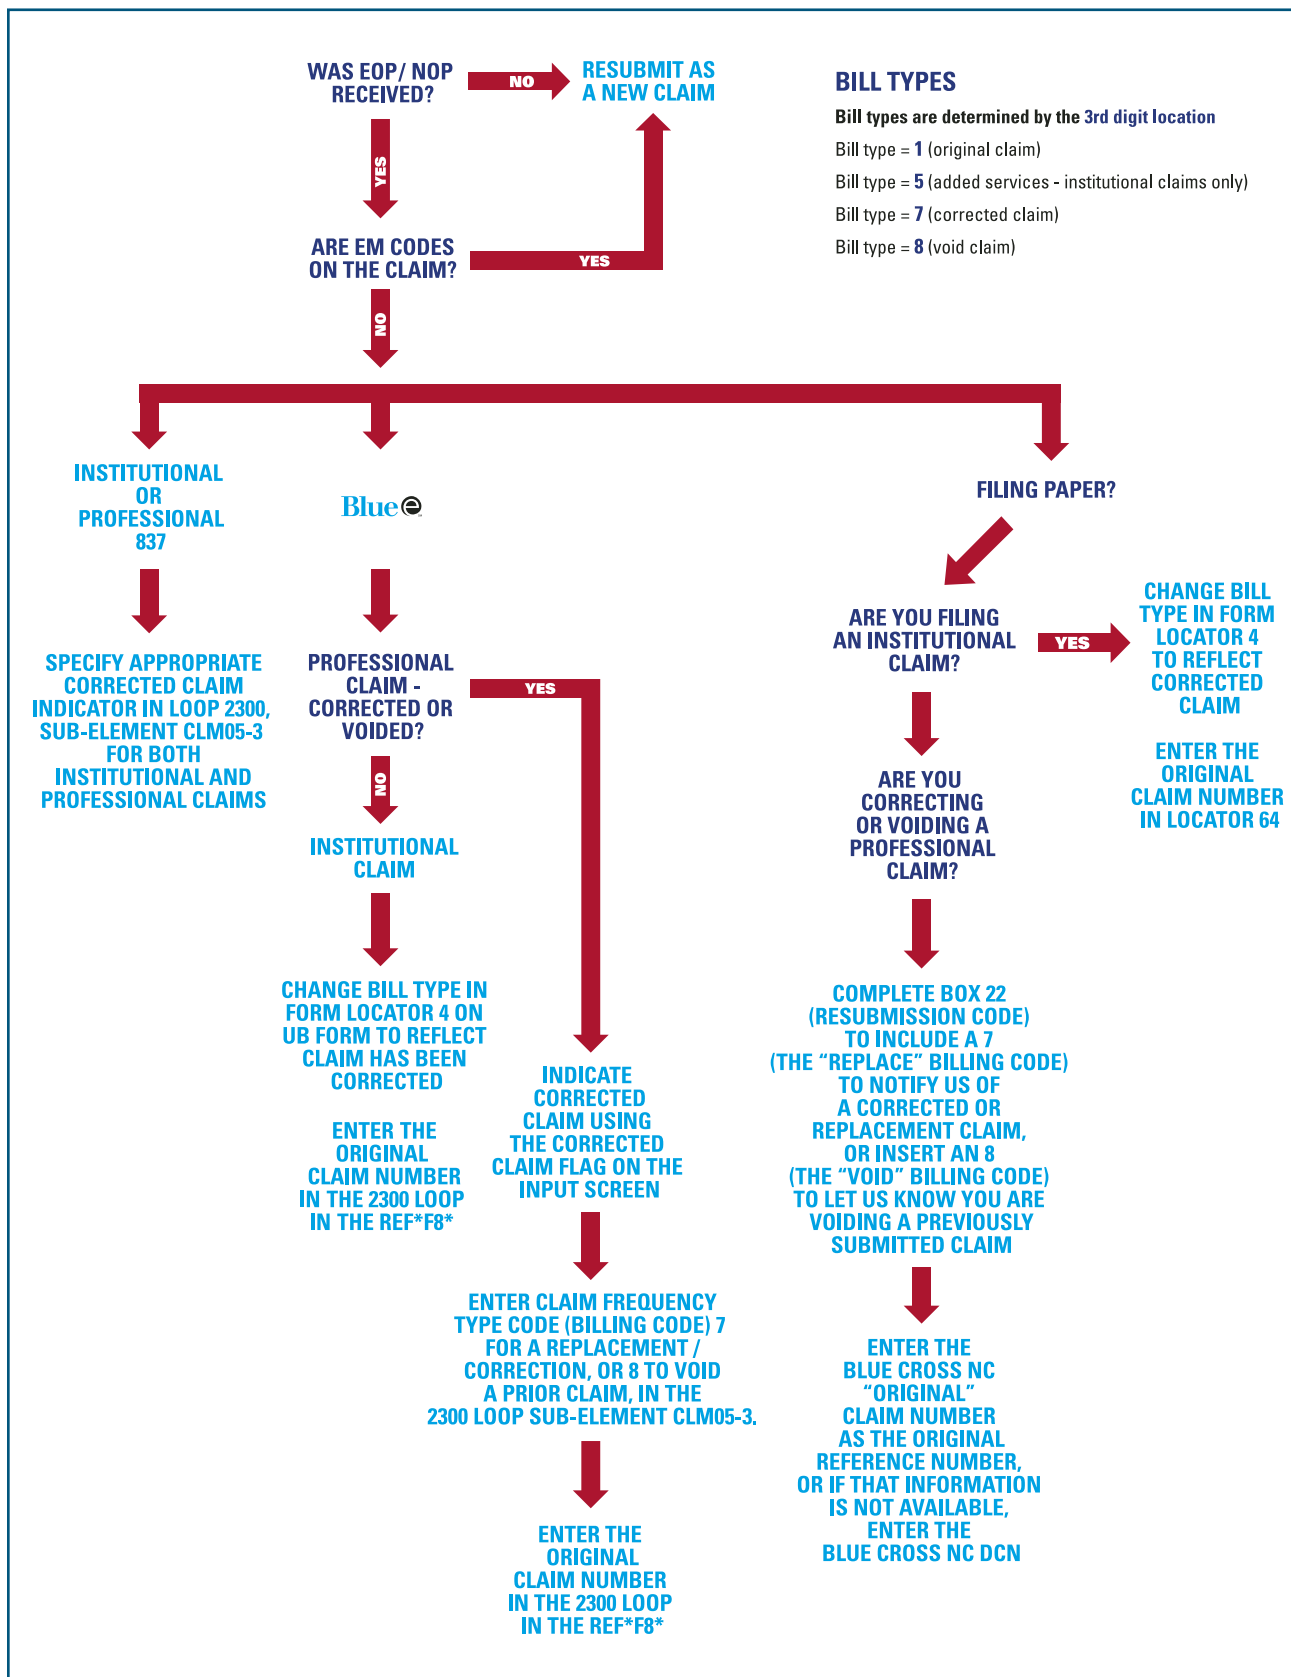 WAS EOP/ NOP
RECEIVED?
NO
RESUBMIT AS
A NEW CLAIM
BILL TYPES
Bill types are determined by the 3rd digit location
Bill type = 1 (original claim)
Bill type = 5 (added services - institutional claims only)
Bill type = 7 (corrected claim)
Bill type = 8 (void claim)
YES
ARE EM CODES
ON THE CLAIM?
YES
NO
INSTITUTIONAL
OR
PROFESSIONAL
837
SPECIFY APPROPRIATE
CORRECTED CLAIM
INDICATOR IN LOOP 2300,
SUB-ELEMENT CLM05-3
FOR BOTH
INSTITUTIONAL AND
PROFESSIONAL CLAIMS
Blue e
PROFESSIONAL
CLAIM -
CORRECTED OR
VOIDED?
YES
NO
INSTITUTIONAL
CLAIM
CHANGE BILL TYPE IN
FORM LOCATOR 4 ON
UB FORM TO REFLECT
CLAIM HAS BEEN
CORRECTED
ENTER THE
ORIGINAL
CLAIM NUMBER
IN THE 2300 LOOP
IN THE REF*F8*
INDICATE
CORRECTED
CLAIM USING
THE CORRECTED
CLAIM FLAG ON THE
INPUT SCREEN
ENTER CLAIM FREQUENCY
TYPE CODE (BILLING CODE) 7
FOR A REPLACEMENT /
CORRECTION, OR 8 TO VOID
A PRIOR CLAIM, IN THE
2300 LOOP SUB-ELEMENT CLM05-3.
ENTER THE
ORIGINAL
CLAIM NUMBER
IN THE 2300 LOOP
IN THE REF*F8*
FILING PAPER?
ARE YOU FILING
AN INSTITUTIONAL
CLAIM?
YES
CHANGE BILL
TYPE IN FORM
LOCATOR 4
TO REFLECT
CORRECTED
CLAIM
ENTER THE
ORIGINAL
CLAIM NUMBER
IN LOCATOR 64
ARE YOU
CORRECTING
OR VOIDING A
PROFESSIONAL
CLAIM?
COMPLETE BOX 22
(RESUBMISSION CODE)
TO INCLUDE A 7
(THE “REPLACE” BILLING CODE)
TO NOTIFY US OF
A CORRECTED OR
REPLACEMENT CLAIM,
OR INSERT AN 8
(THE “VOID” BILLING CODE)
TO LET US KNOW YOU ARE
VOIDING A PREVIOUSLY
SUBMITTED CLAIM
ENTER THE
BLUE CROSS NC
“ORIGINAL”
CLAIM NUMBER
AS THE ORIGINAL
REFERENCE NUMBER,
OR IF THAT INFORMATION
IS NOT AVAILABLE,
ENTER THE
BLUE CROSS NC DCN